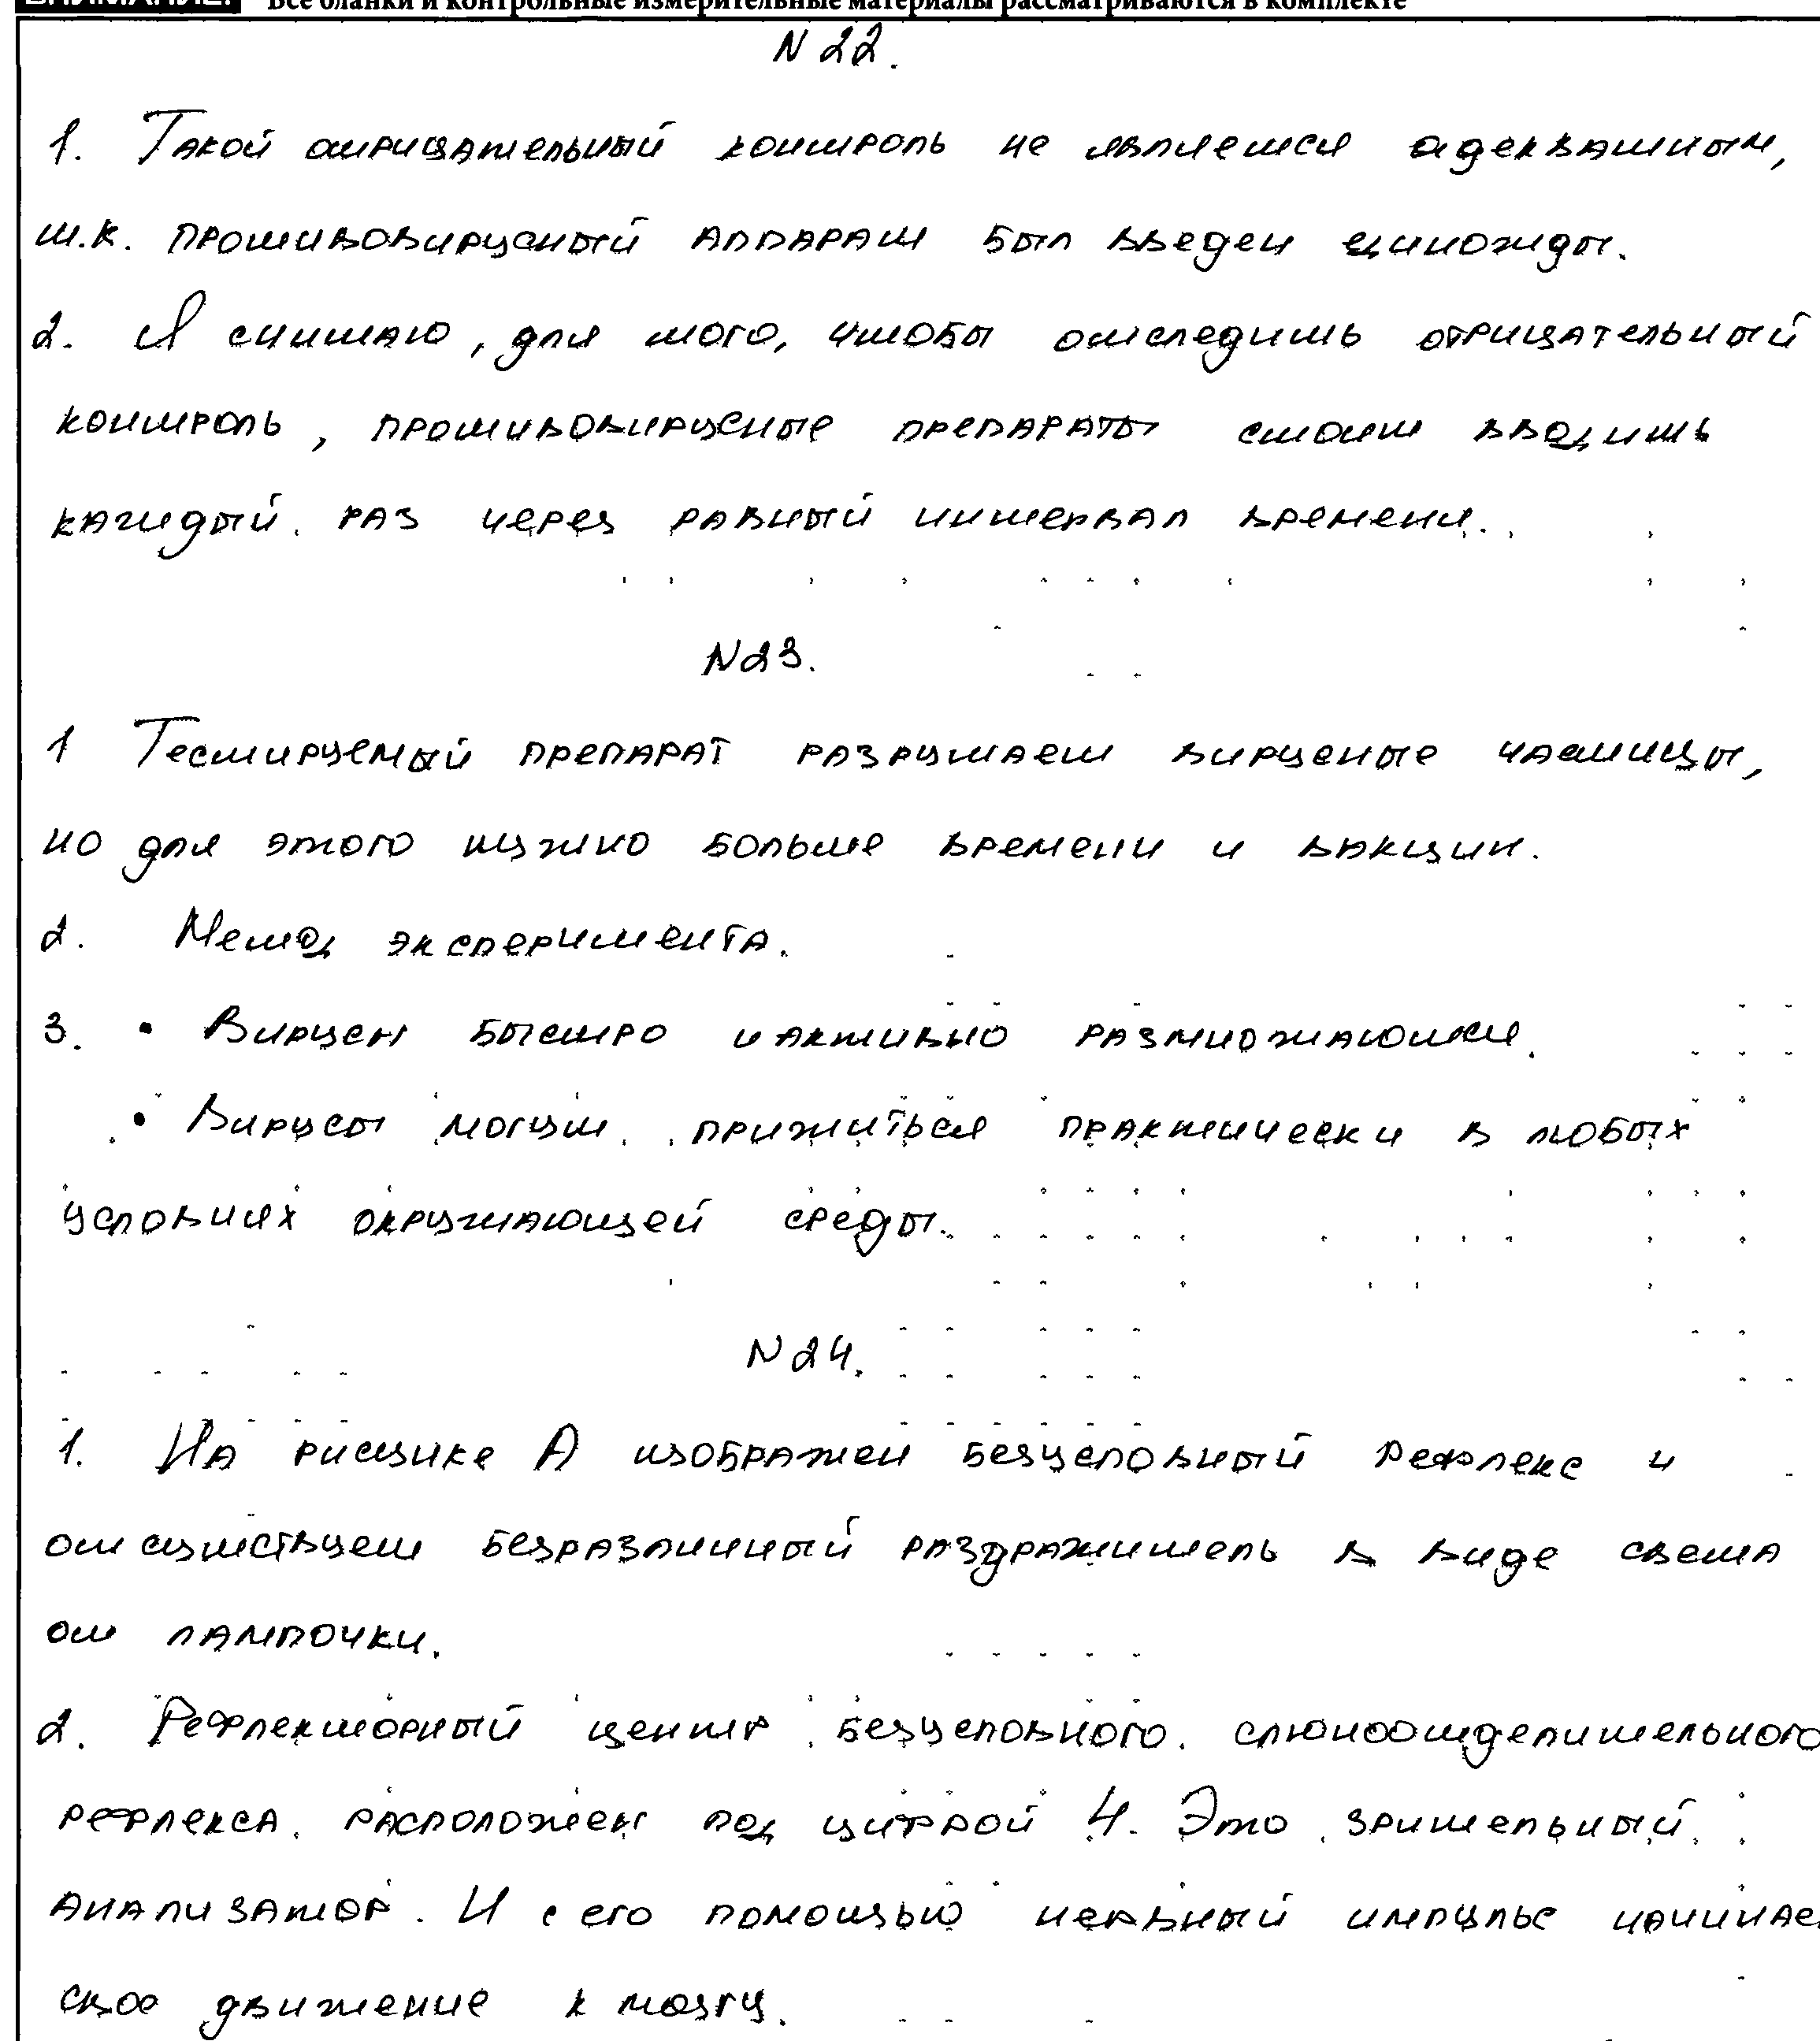 Все бланки и контрольные измерительные материалы рассматриваются в комплекте
N 22.
1. Такой отрицательный контроль не является адекватным,
т.к. противовирусный аппарат был введен единожды.
2. Я считаю, для того, чтобы отследить отрицательный
контроль, противовирусные препараты стоит вводить
каждый раз через равный интервал времени.
N23.
1 Тестируемый препарат разрушает вирусные частицы,
но для этого нужно больше времени и вакцин.
2. Метод эксперимента.
3. • Вирусы быстро и активно размножаются.
• Вирусы могут прижиться практически в любых
условиях окружающей среды.
N24.
1. На рисунке А изображен безусловный рефлекс и
отсутствует безразличный раздражитель в виде света
от лампочки.
2. Рефлекторный центр безусловного слюноотделительного
рефлекса расположен под цифрой 4. Это зрительный
анализатор. И с его помощью нервный импульс начинае
свое движение к мозгу.